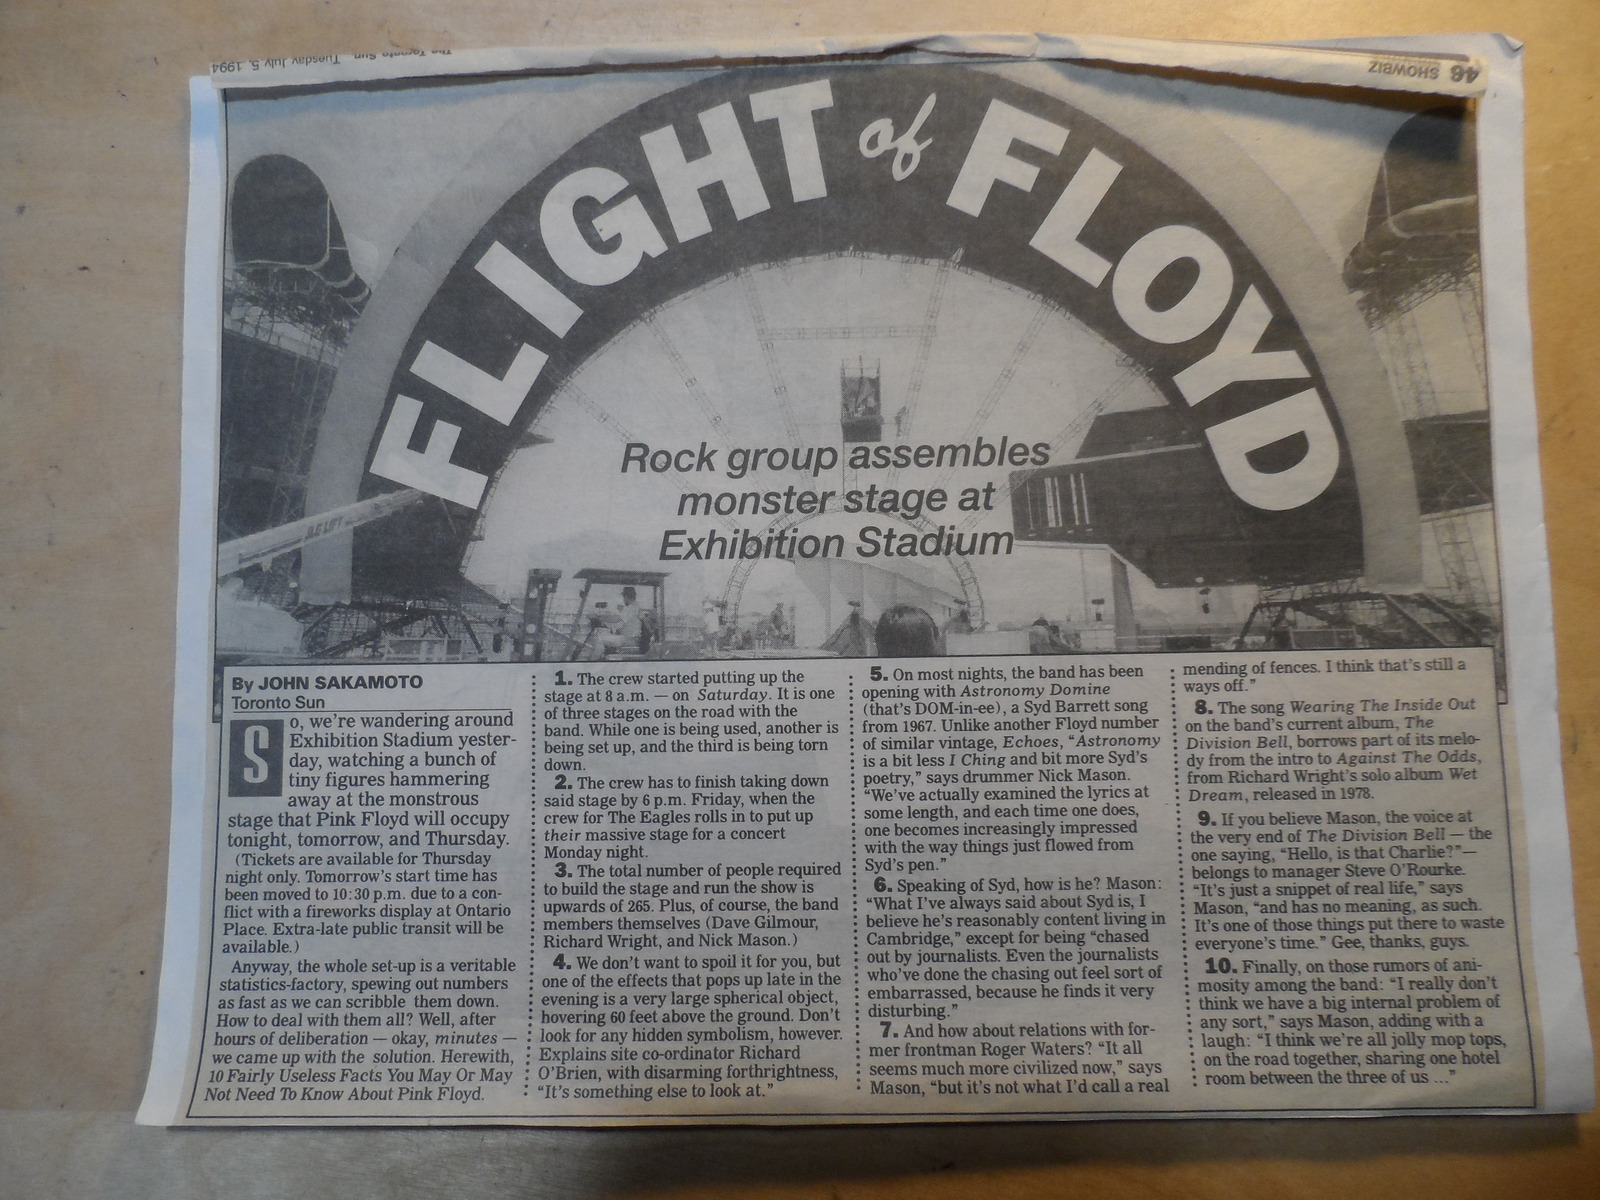 The Toronto Sun, Tuesday July 5, 1994
46 SHOWBIZ
FLIGHT of FLOYD
Rock group assembles
monster stage at
Exhibition Stadium
JLG LIFT
By JOHN SAKAMOTO
Toronto Sun
So, we're wandering around
Exhibition Stadium yester-
day, watching a bunch of
tiny figures hammering
away at the monstrous
stage that Pink Floyd will occupy
tonight, tomorrow, and Thursday.
(Tickets are available for Thursday
night only. Tomorrow's start time has
been moved to 10:30 p.m. due to a con-
flict with a fireworks display at Ontario
Place. Extra-late public transit will be
available.)
Anyway, the whole set-up is a veritable
statistics-factory, spewing out numbers
as fast as we can scribble them down.
How to deal with them all? Well, after
hours of deliberation — okay, minutes —
we came up with the solution. Herewith,
10 Fairly Useless Facts You May Or May
Not Need To Know About Pink Floyd.
1. The crew started putting up the
stage at 8 a.m. — on Saturday. It is one
of three stages on the road with the
band. While one is being used, another is
being set up, and the third is being torn
down.
2. The crew has to finish taking down
said stage by 6 p.m. Friday, when the
crew for The Eagles rolls in to put up
their massive stage for a concert
Monday night.
3. The total number of people required
to build the stage and run the show is
upwards of 265. Plus, of course, the band
members themselves (Dave Gilmour,
Richard Wright, and Nick Mason.)
4. We don't want to spoil it for you, but
one of the effects that pops up late in the
evening is a very large spherical object,
hovering 60 feet above the ground. Don't
look for any hidden symbolism, however.
Explains site co-ordinator Richard
O'Brien, with disarming forthrightness,
"It's something else to look at."
5. On most nights, the band has been
opening with Astronomy Domine
(that's DOM-in-ee), a Syd Barrett song
from 1967. Unlike another Floyd number
of similar vintage, Echoes, "Astronomy
is a bit less I Ching and bit more Syd's
poetry," says drummer Nick Mason.
"We've actually examined the lyrics at
some length, and each time one does,
one becomes increasingly impressed
with the way things just flowed from
Syd's pen."
6. Speaking of Syd, how is he? Mason:
"What I've always said about Syd is, I
believe he's reasonably content living in
Cambridge," except for being "chased
out by journalists. Even the journalists
who've done the chasing out feel sort of
embarrassed, because he finds it very
disturbing."
7. And how about relations with for-
mer frontman Roger Waters? "It all
seems much more civilized now," says
Mason, "but it's not what I'd call a real
mending of fences. I think that's still a
ways off."
8. The song Wearing The Inside Out
on the band's current album, The
Division Bell, borrows part of its melo-
dy from the intro to Against The Odds,
from Richard Wright's solo album Wet
Dream, released in 1978.
9. If you believe Mason, the voice at
the very end of The Division Bell — the
one saying, "Hello, is that Charlie?"—
belongs to manager Steve O'Rourke.
"It's just a snippet of real life," says
Mason, "and has no meaning, as such.
It's one of those things put there to waste
everyone's time." Gee, thanks, guys.
10. Finally, on those rumors of ani-
mosity among the band: "I really don't
think we have a big internal problem of
any sort," says Mason, adding with a
laugh: "I think we're all jolly mop tops,
on the road together, sharing one hotel
room between the three of us ..."